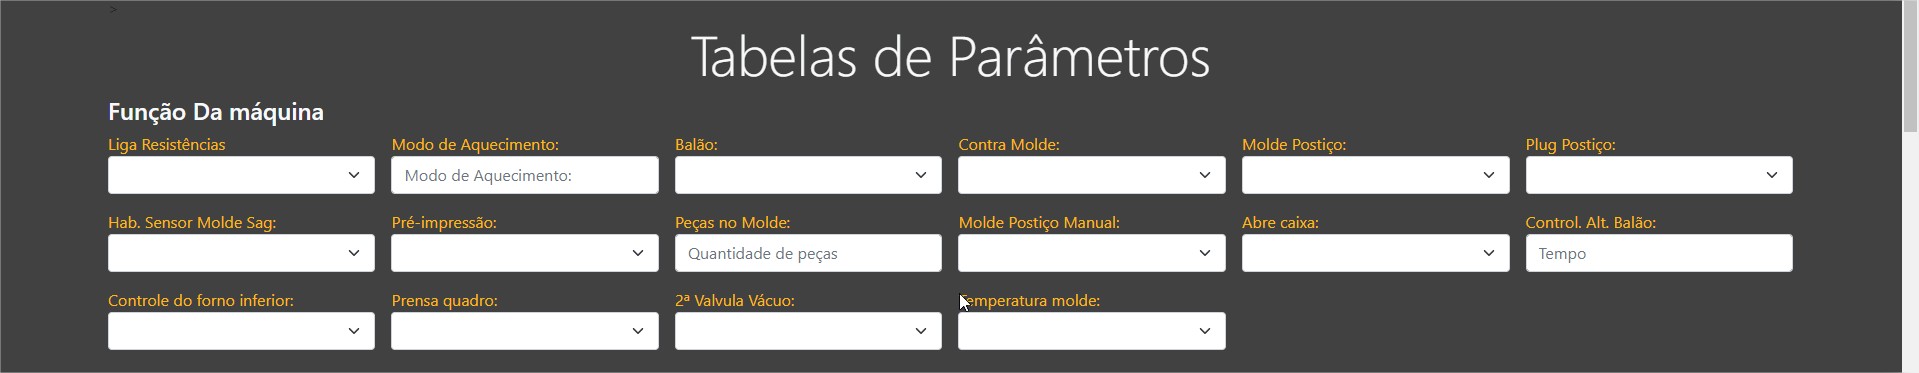 >
Tabelas de Parâmetros
Função Da máquina
Liga Resistências Modo de Aquecimento: Balão: Contra Molde: Molde Postiço: Plug Postiço:
Modo de Aquecimento:
Hab. Sensor Molde Sag: Pré-impressão: Peças no Molde: Molde Postiço Manual: Abre caixa: Control. Alt. Balão:
Quantidade de peças Tempo
Controle do forno inferior: Prensa quadro: 2ª Valvula Vácuo: Temperatura molde: